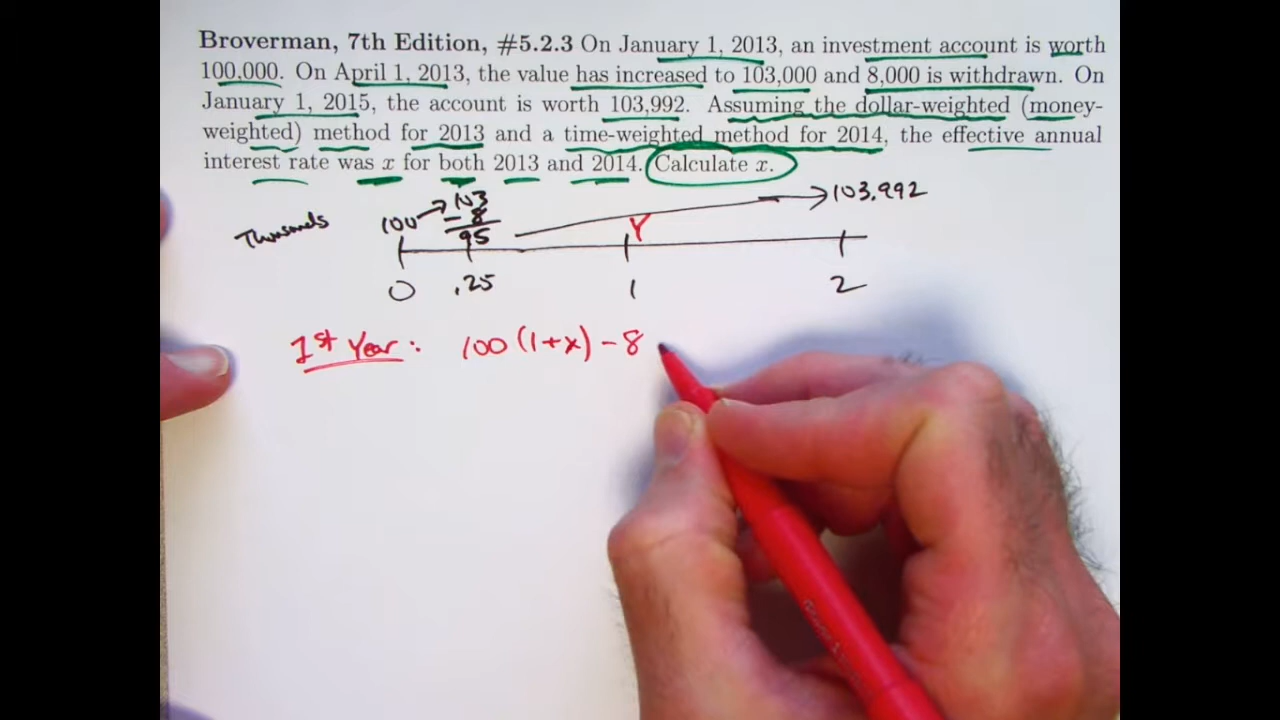 Broverman, 7th Edition, #5.2.3 On January 1, 2013, an investment account is worth
100,000. On April 1, 2013, the value has increased to 103,000 and 8,000 is withdrawn. On
January 1, 2015, the account is worth 103,992. Assuming the dollar-weighted (money-
weighted) method for 2013 and a time-weighted method for 2014, the effective annual
interest rate was x for both 2013 and 2014. Calculate x.
Thousands 100 103 103.992
- 8
95 Y
0 .25 1 2
1st Year: 100 (1+x) - 8